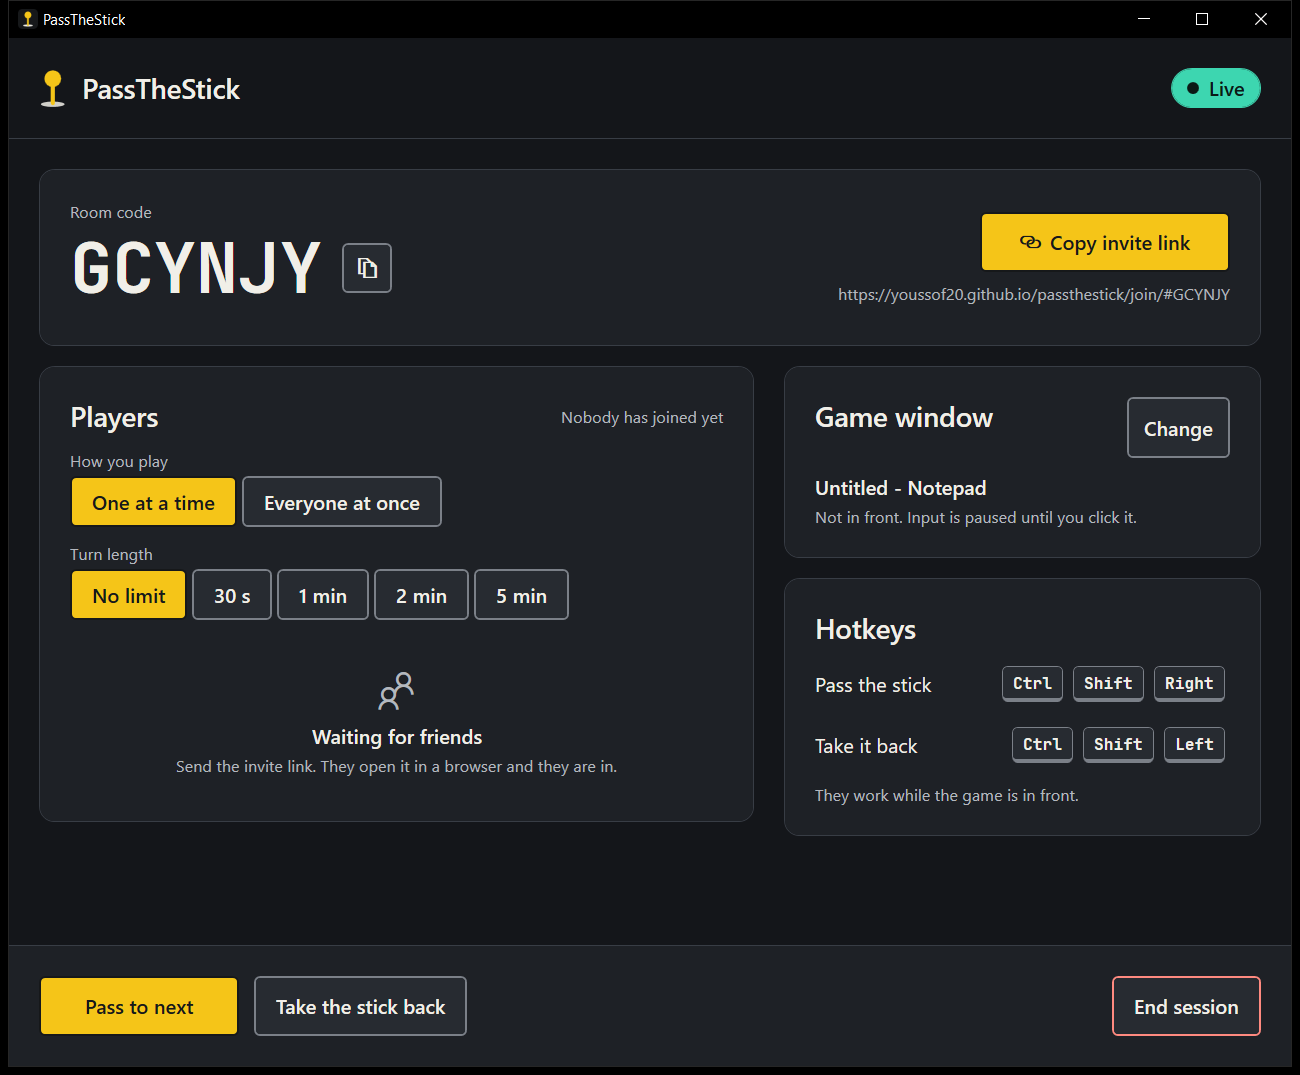 PassTheStick
PassTheStick
Live
Room code
GCYNJY
Copy invite link
https://youssof20.github.io/passthestick/join/#GCYNJY
Players
Nobody has joined yet
How you play
One at a time
Everyone at once
Turn length
No limit
30 s
1 min
2 min
5 min
Waiting for friends
Send the invite link. They open it in a browser and they are in.
Game window
Change
Untitled - Notepad
Not in front. Input is paused until you click it.
Hotkeys
Pass the stick
Ctrl Shift Right
Take it back
Ctrl Shift Left
They work while the game is in front.
Pass to next
Take the stick back
End session